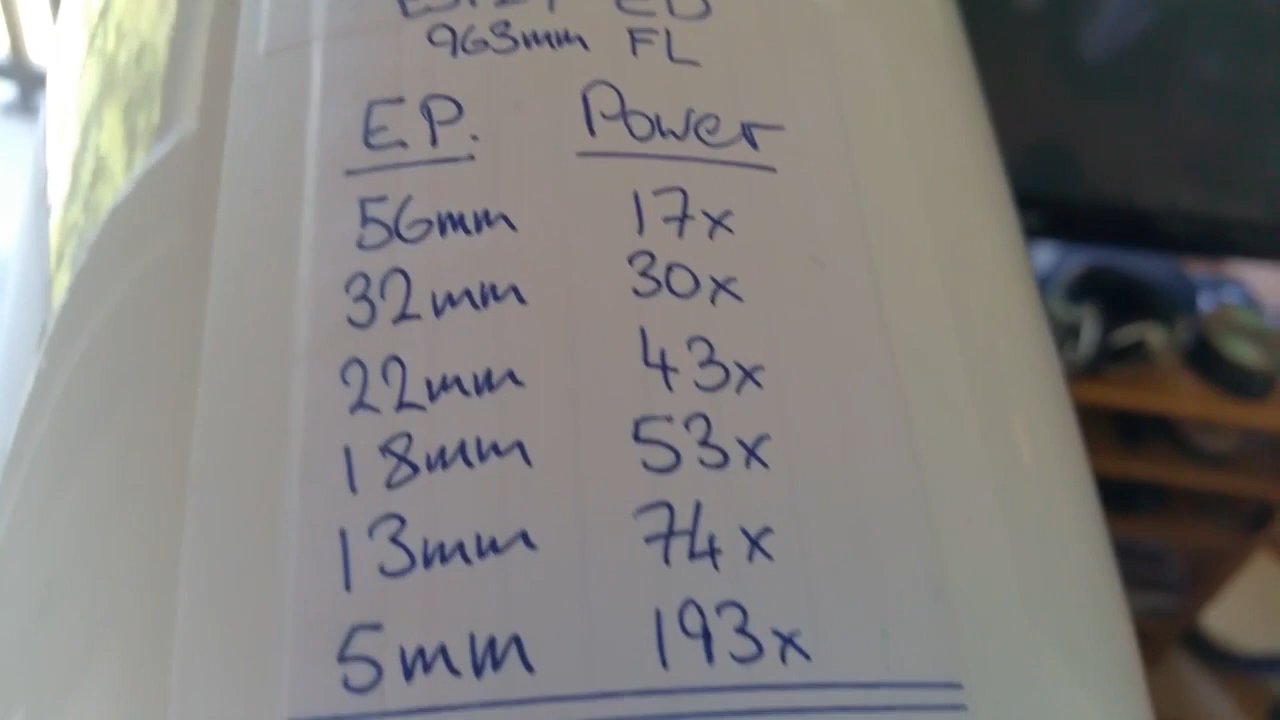 963mm FL
E.P. Power
56mm 17x
32mm 30x
22mm 43x
18mm 53x
13mm 74x
5mm 193x